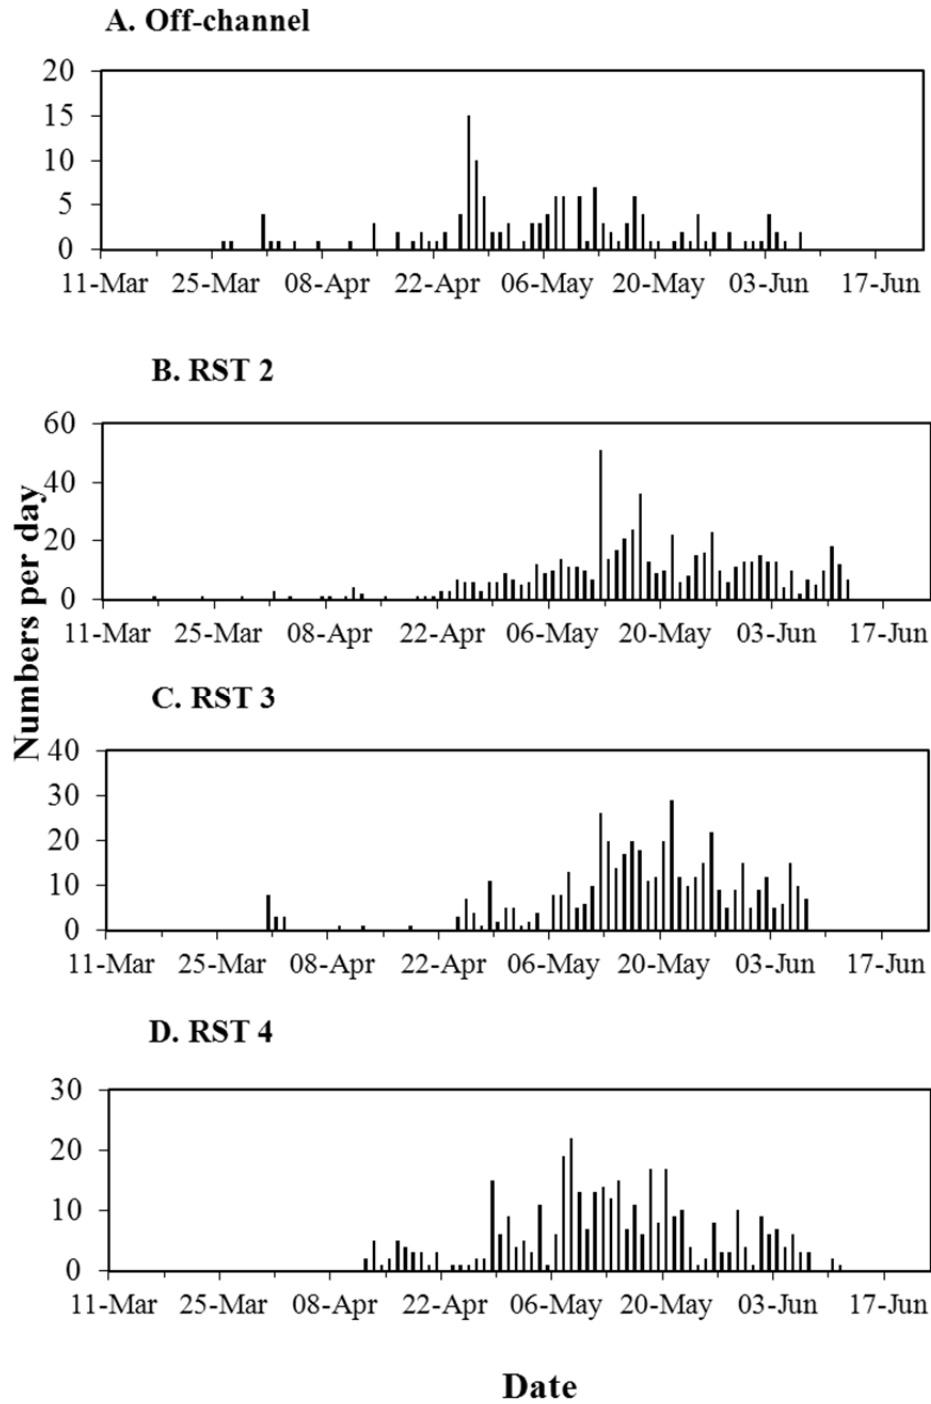 A. Off-channel
20
15
10
5
0
11-Mar 25-Mar 08-Apr 22-Apr 06-May 20-May 03-Jun 17-Jun
B. RST 2
60
40
20
0
11-Mar 25-Mar 08-Apr 22-Apr 06-May 20-May 03-Jun 17-Jun
Numbers per day
C. RST 3
40
30
20
10
0
11-Mar 25-Mar 08-Apr 22-Apr 06-May 20-May 03-Jun 17-Jun
D. RST 4
30
20
10
0
11-Mar 25-Mar 08-Apr 22-Apr 06-May 20-May 03-Jun 17-Jun
Date